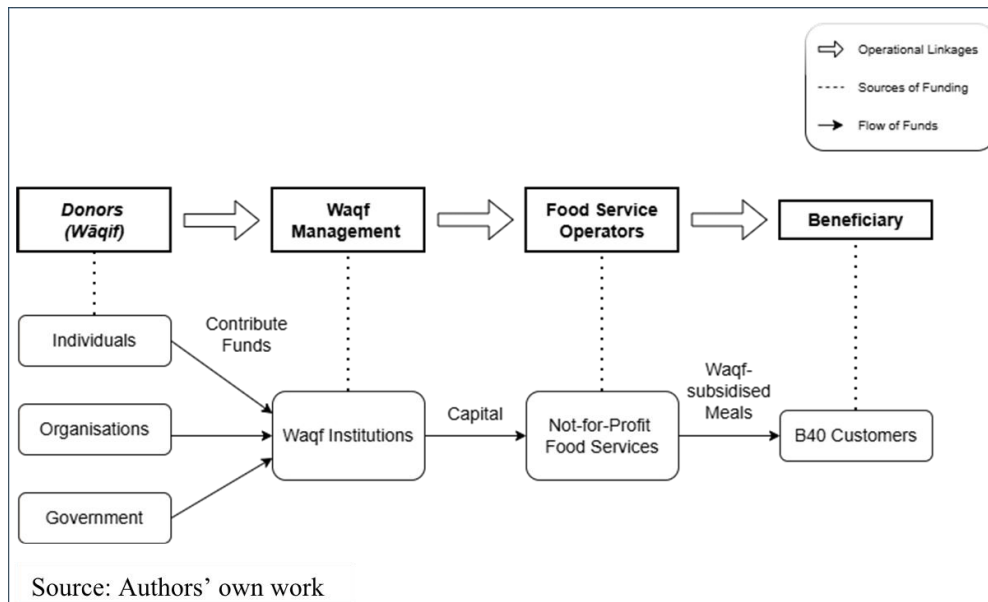 Operational Linkages
Sources of Funding
Flow of Funds
Donors
(Wāqif)
Waqf
Management
Food Service
Operators
Beneficiary
Individuals
Contribute
Funds
Organisations
Government
Waqf Institutions
Capital
Not-for-Profit
Food Services
Waqf-
subsidised
Meals
B40 Customers
Source: Authors' own work